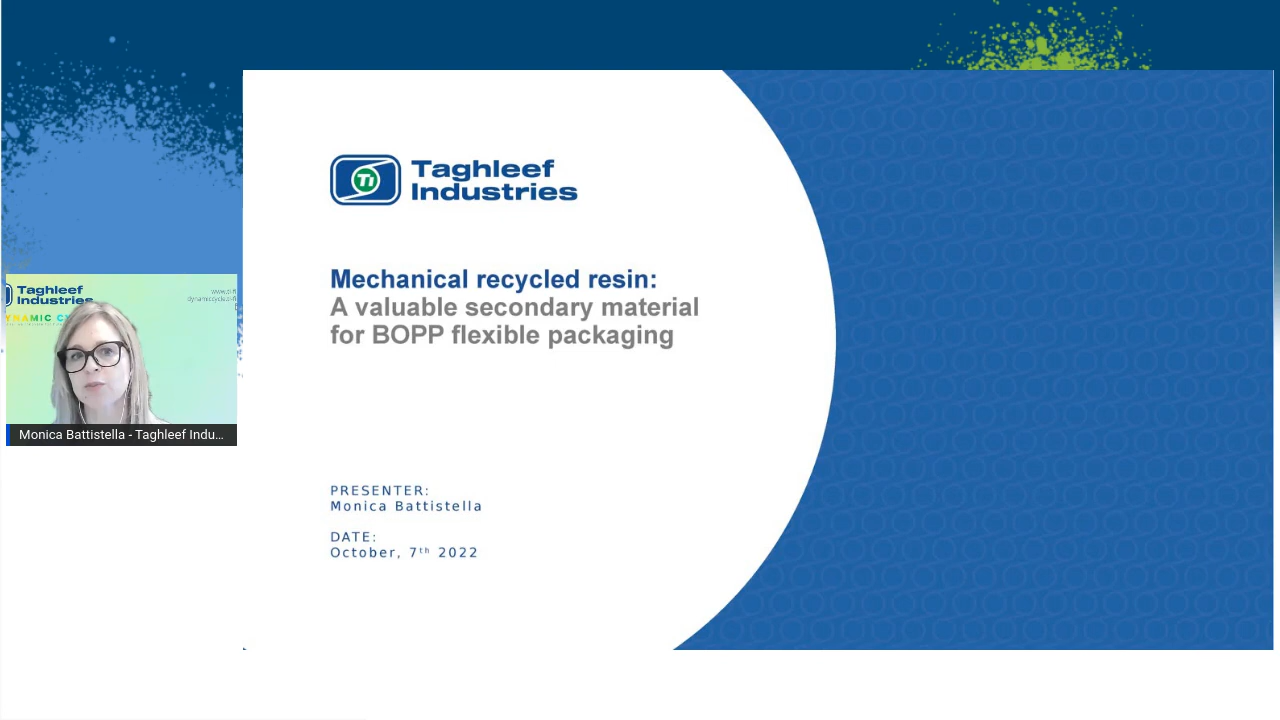 Taghleef
Industries
Mechanical recycled resin:
A valuable secondary material
for BOPP flexible packaging
PRESENTER:
Monica Battistella
DATE:
October, 7th 2022
Taghleef
Industries
Monica Battistella - Taghleef Indu...